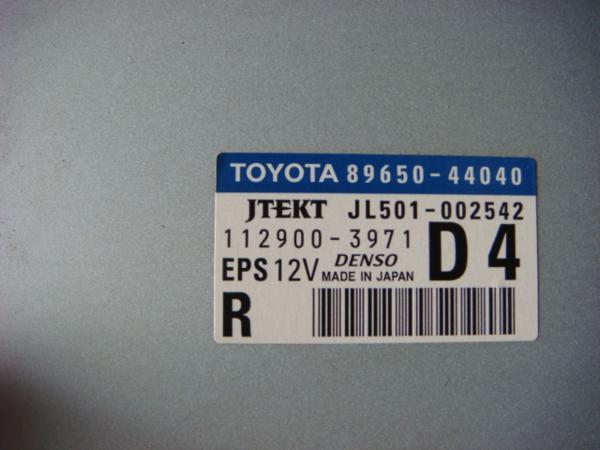 TOYOTA 89650-44040
JTEKT JL501-002542
112900-3971 D4
EPS 12V DENSO MADE IN JAPAN
R